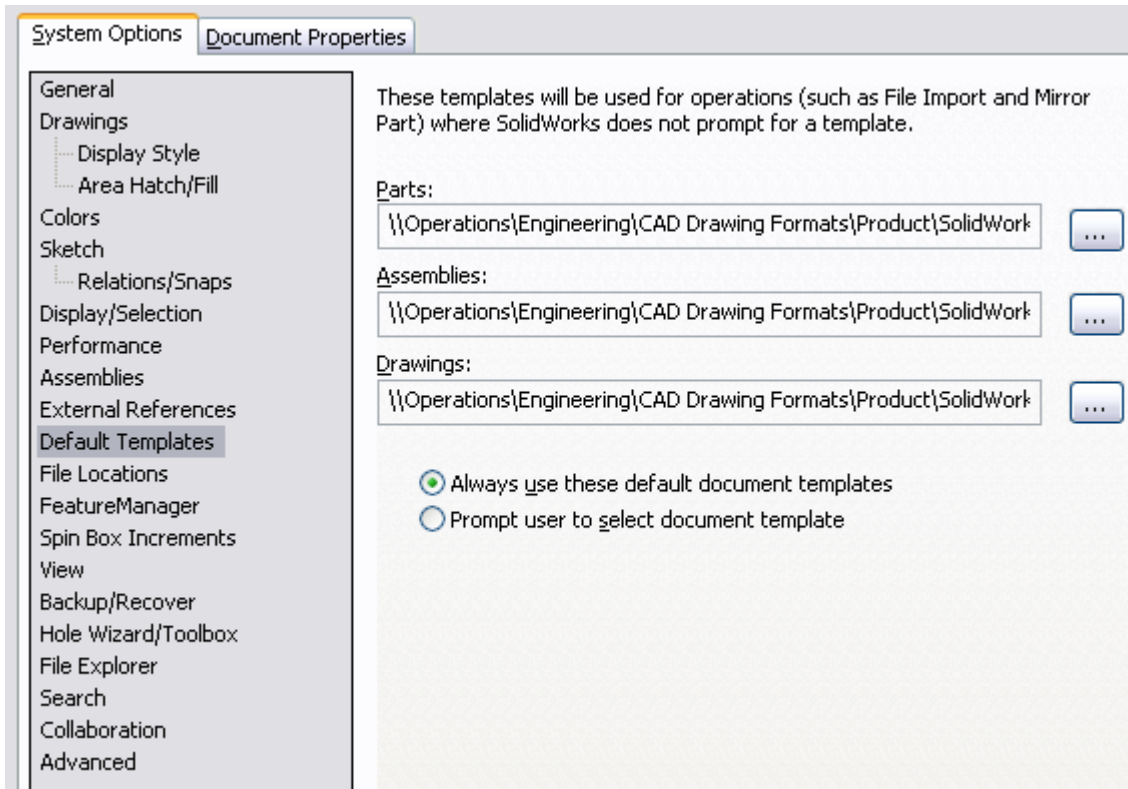 System Options
Document Properties
General
Drawings
Display Style
Area Hatch/Fill
Colors
Sketch
Relations/Snaps
Display/Selection
Performance
Assemblies
External References
Default Templates
File Locations
FeatureManager
Spin Box Increments
View
Backup/Recover
Hole Wizard/Toolbox
File Explorer
Search
Collaboration
Advanced
These templates will be used for operations (such as File Import and Mirror
Part) where SolidWorks does not prompt for a template.
Parts:
\\Operations\Engineering\CAD Drawing Formats\Product\SolidWork
...
Assemblies:
\\Operations\Engineering\CAD Drawing Formats\Product\SolidWork
...
Drawings:
\\Operations\Engineering\CAD Drawing Formats\Product\SolidWork
...
Always use these default document templates
Prompt user to select document template